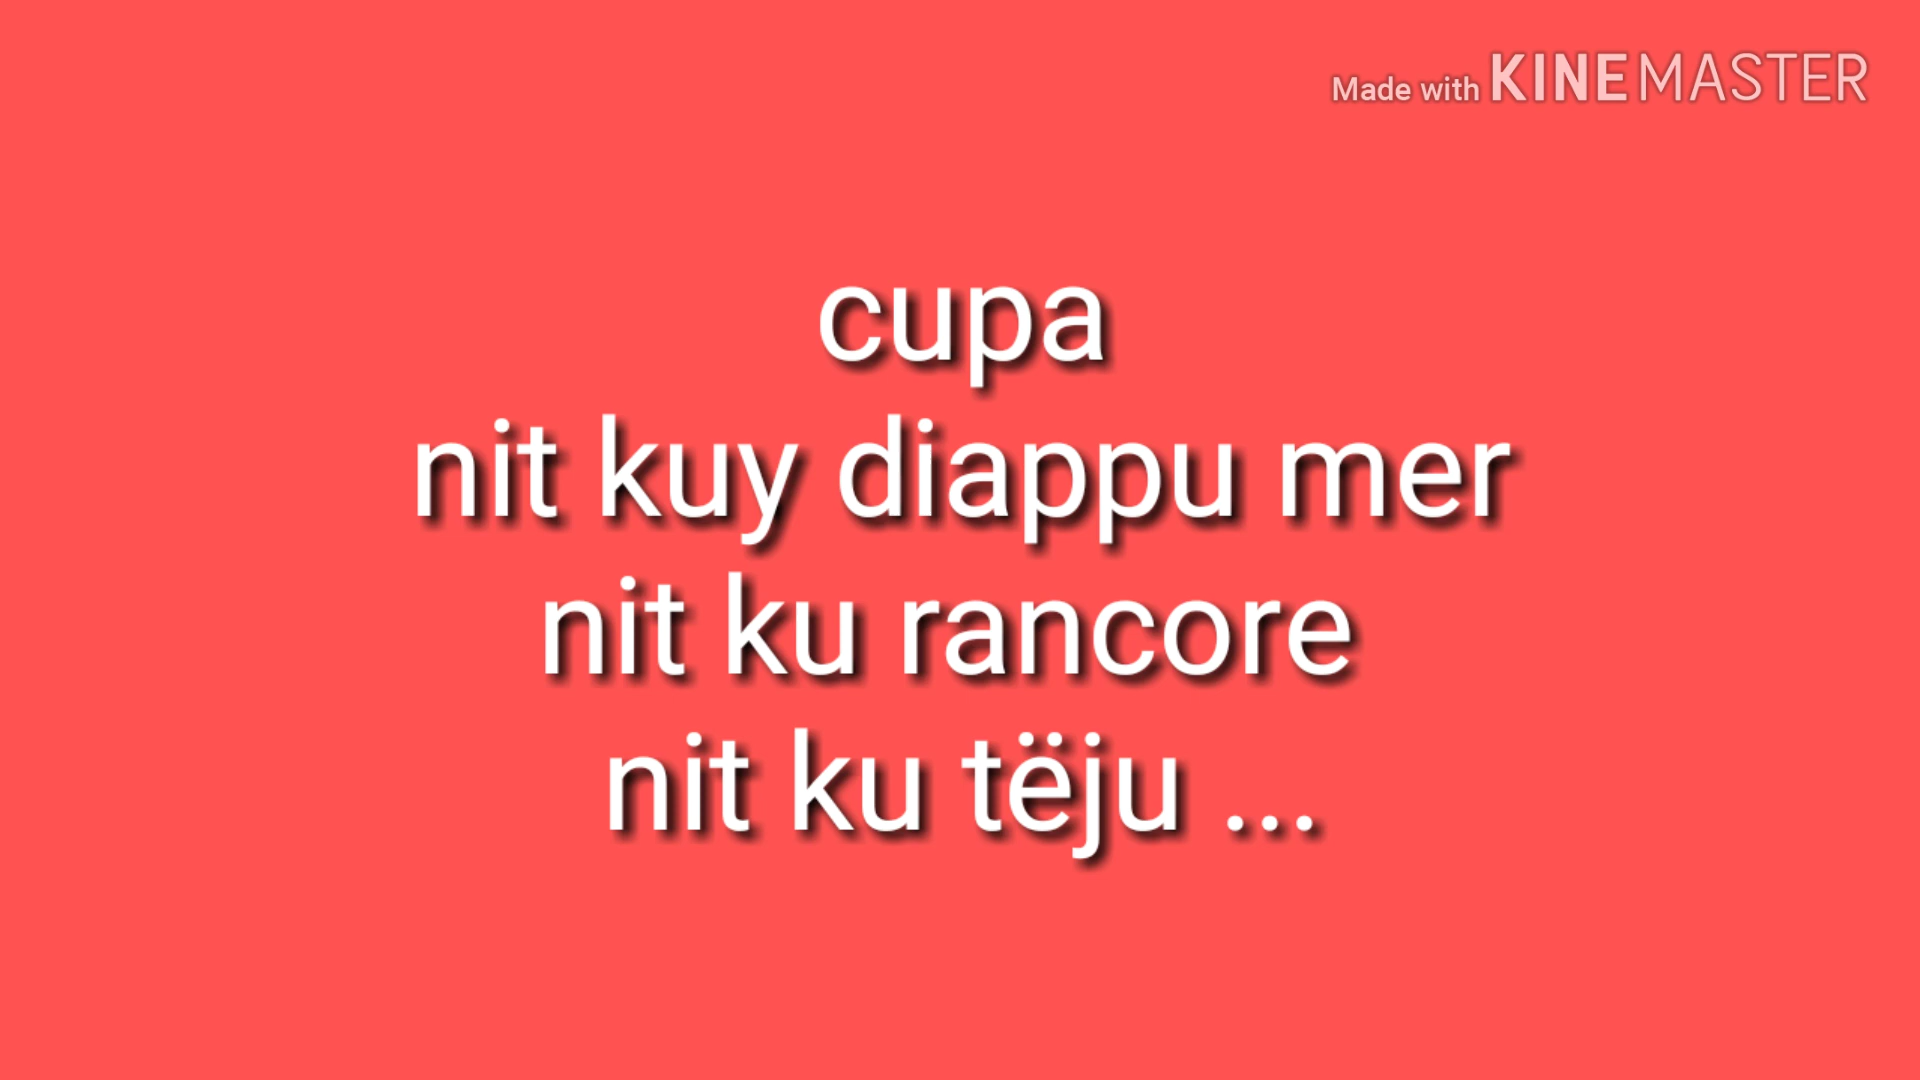 Made with KINEMASTER
cupa
nit kuy diappu mer
nit ku rancore
nit ku tëju ...